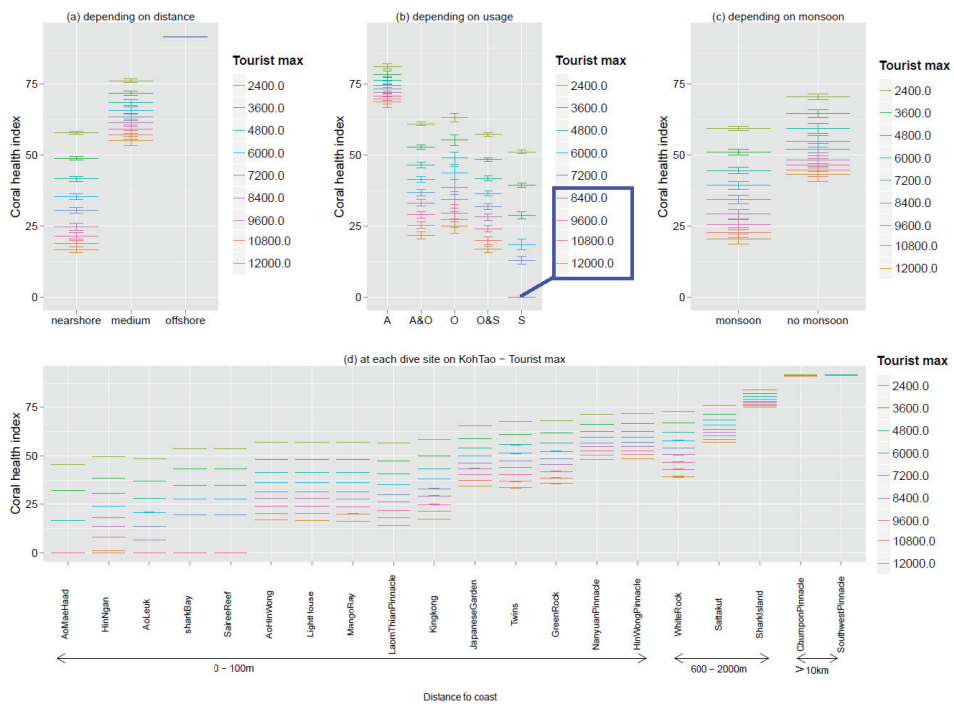 (a) depending on distance
(b) depending on usage
(c) depending on monsoon
Coral health index
75
50
25
0
nearshore medium offshore
Tourist max
2400.0
3600.0
4800.0
6000.0
7200.0
8400.0
9600.0
10800.0
12000.0
Coral health index
75
50
25
0
A A&O O O&S S
Tourist max
2400.0
3600.0
4800.0
6000.0
7200.0
8400.0
9600.0
10800.0
12000.0
Coral health index
75
50
25
0
monsoon no monsoon
Tourist max
2400.0
3600.0
4800.0
6000.0
7200.0
8400.0
9600.0
10800.0
12000.0
(d) at each dive site on KohTao − Tourist max
Coral health index
75
50
25
0
AoMaeHaad
HinNgan
AoLeuk
sharkBay
SaireeReef
AoHinWong
LightHouse
MangoBay
LaomThianPinnacle
Kingkong
JapaneseGarden
Twins
GreenRock
NanyuanPinnacle
HinWongPinnacle
WhiteRock
Sattakut
SharkIsland
ChumponPinnacle
SouthwestPinnacle
Tourist max
2400.0
3600.0
4800.0
6000.0
7200.0
8400.0
9600.0
10800.0
12000.0
0 − 100m
600 − 2000m
> 10km
Distance to coast